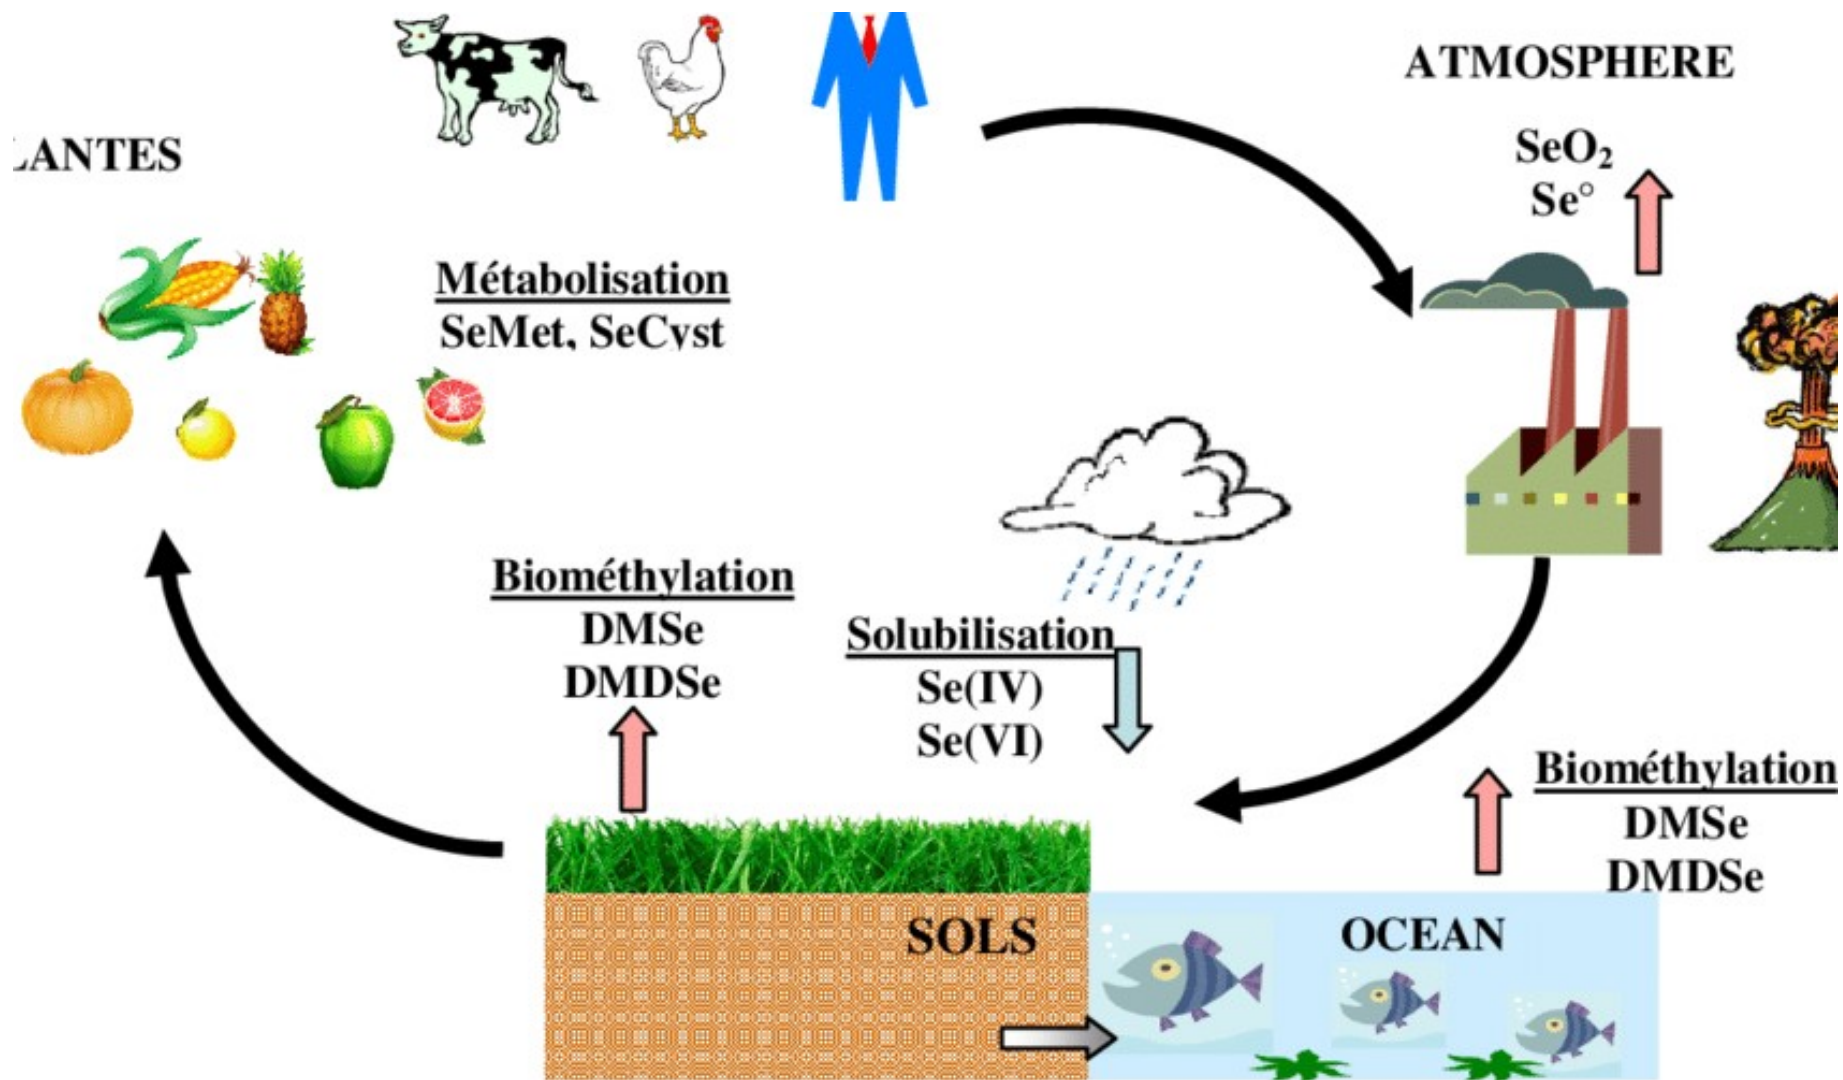 ATMOSPHERE
LANTES
SeO₂
Se°
Métabolisation
SeMet, SeCyst
Biométhylation
DMSe
DMDSe
Solubilisation
Se(IV)
Se(VI)
Biométhylation
DMSe
DMDSe
SOLS
OCEAN